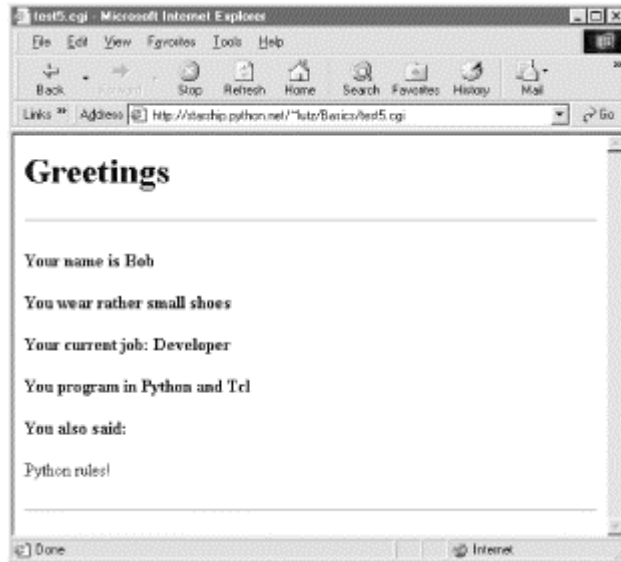 test5.cgi - Microsoft Internet Explorer
File Edit View Favorites Tools Help
Back Forward Stop Refresh Home Search Favorites History Mail »
Links » Address http://starship.python.net/~lutz/Basics/test5.cgi Go
Greetings
Your name is Bob
You wear rather small shoes
Your current job: Developer
You program in Python and Tcl
You also said:
Python rules!
Done Internet